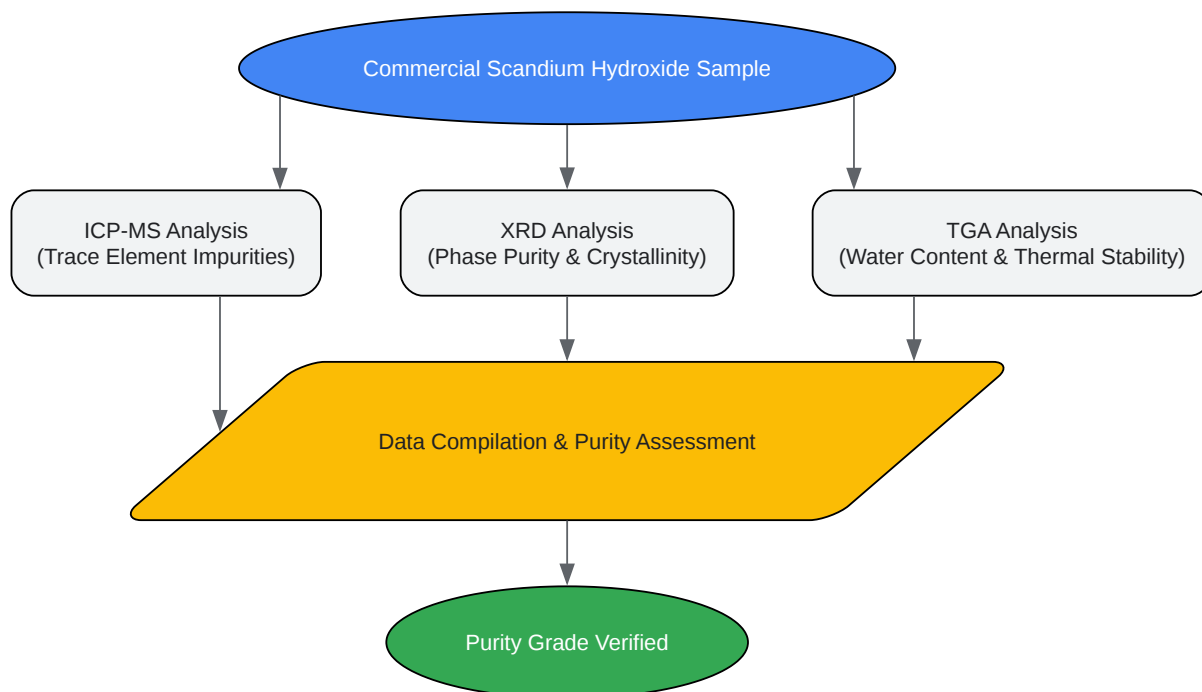 Commercial Scandium Hydroxide Sample
ICP-MS Analysis
(Trace Element Impurities)
XRD Analysis
(Phase Purity & Crystallinity)
TGA Analysis
(Water Content & Thermal Stability)
Data Compilation & Purity Assessment
Purity Grade Verified